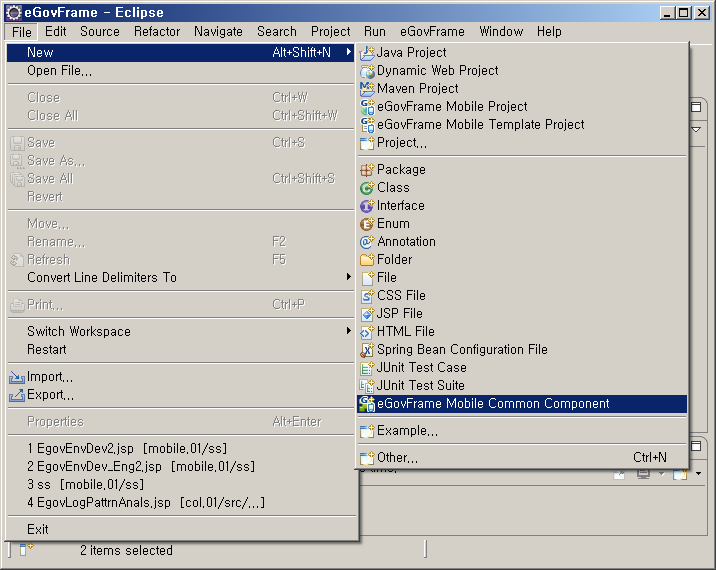 eGovFrame - Eclipse
File Edit Source Refactor Navigate Search Project Run eGovFrame Window Help
New Alt+Shift+N
Open File...
Close Ctrl+W
Close All Ctrl+Shift+W
Save Ctrl+S
Save As...
Save All Ctrl+Shift+S
Revert
Move...
Rename... F2
Refresh F5
Convert Line Delimiters To
Print... Ctrl+P
Switch Workspace
Restart
Import...
Export...
Properties Alt+Enter
1 EgovEnvDev2.jsp [mobile.01/ss]
2 EgovEnvDev_Eng2.jsp [mobile.01/ss]
3 ss [mobile.01/ss]
4 EgovLogPattrnAnals.jsp [col.01/src/...]
Exit
Java Project
Dynamic Web Project
Maven Project
eGovFrame Mobile Project
eGovFrame Mobile Template Project
Project...
Package
Class
Interface
Enum
Annotation
Folder
File
CSS File
JSP File
HTML File
Spring Bean Configuration File
JUnit Test Case
JUnit Test Suite
eGovFrame Mobile Common Component
Example...
Other... Ctrl+N
2 items selected